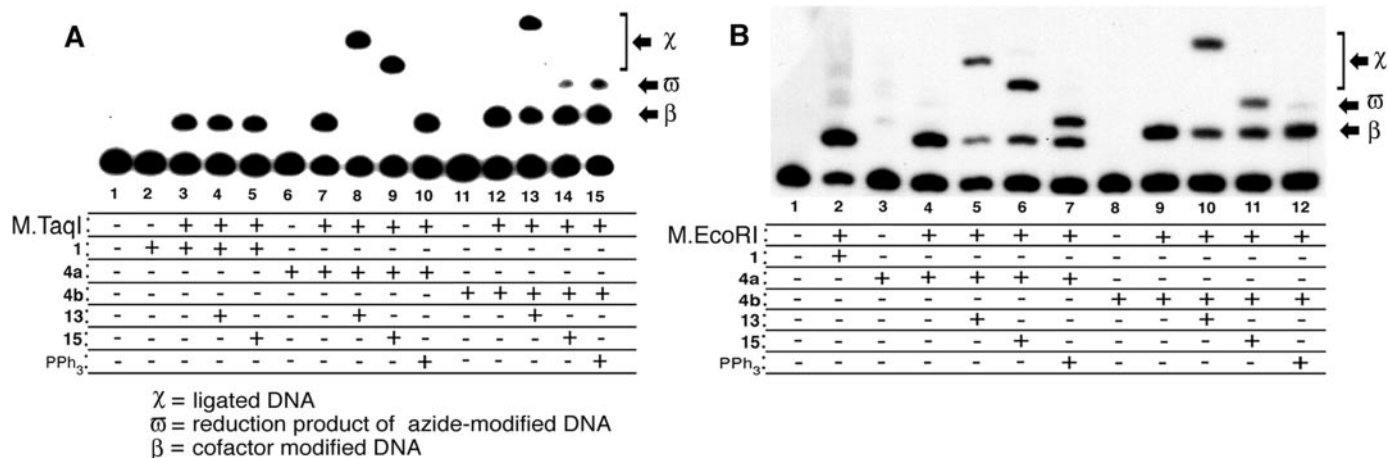 A
χ
ϖ
β
1 2 3 4 5 6 7 8 9 10 11 12 13 14 15
M.TaqI: - - + + + - + + + + - + + + +
1: - + + + + - - - - - - - - - -
4a: - - - - - + + + + + - - - - -
4b: - - - - - - - - - - + + + + +
13: - - - + - - - + - - - - + - -
15: - - - - + - - - + - - - - + -
PPh₃: - - - - - - - - - + - - - - +
χ = ligated DNA
ϖ = reduction product of azide-modified DNA
β = cofactor modified DNA
B
χ
ϖ
β
1 2 3 4 5 6 7 8 9 10 11 12
M.EcoRI: - + - + + + + - + + + +
1: - + - - - - - - - - - -
4a: - - + + + + + - - - - -
4b: - - - - - - - + + + + +
13: - - - - + - - - - + - -
15: - - - - - + - - - - + -
PPh₃: - - - - - - + - - - - +